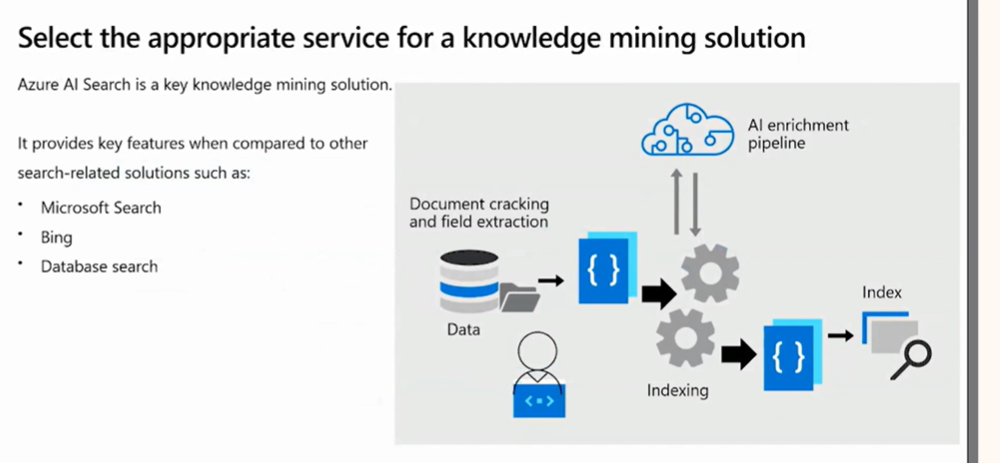 Select the appropriate service for a knowledge mining solution
Azure AI Search is a key knowledge mining solution.
It provides key features when compared to other
search-related solutions such as:
• Microsoft Search
• Bing
• Database search
AI enrichment
pipeline
Document cracking
and field extraction
{ }
Data
Index
Indexing
{ }
< >